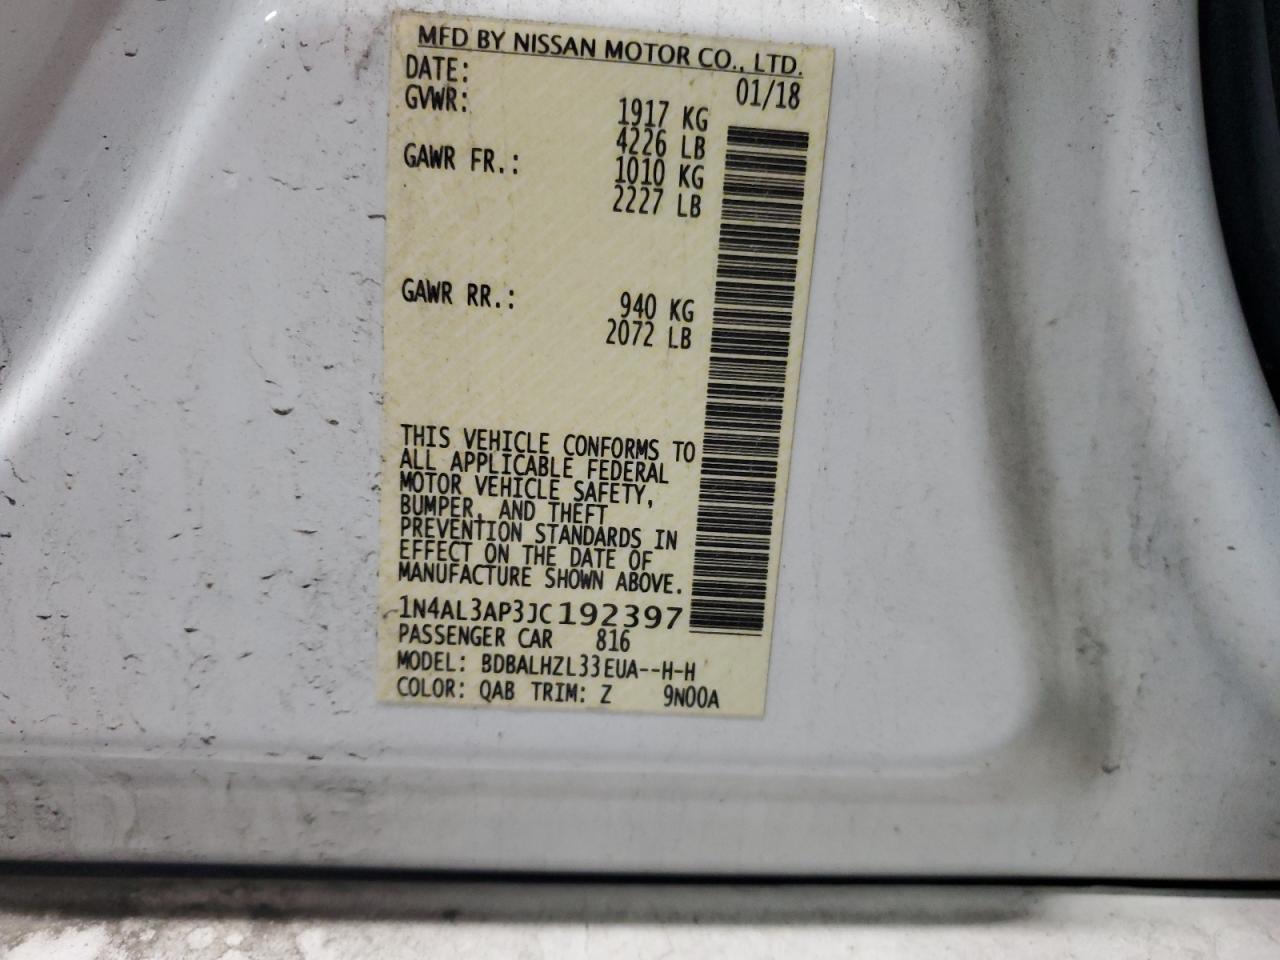 MFD BY NISSAN MOTOR CO., LTD.
DATE: 01/18
GVWR: 1917 KG
4226 LB
GAWR FR.: 1010 KG
2227 LB
GAWR RR.: 940 KG
2072 LB
THIS VEHICLE CONFORMS TO
ALL APPLICABLE FEDERAL
MOTOR VEHICLE SAFETY,
BUMPER, AND THEFT
PREVENTION STANDARDS IN
EFFECT ON THE DATE OF
MANUFACTURE SHOWN ABOVE.
1N4AL3AP3JC192397
PASSENGER CAR 816
MODEL: BDBALHZL33EUA--H-H
COLOR: QAB TRIM: Z 9N00A